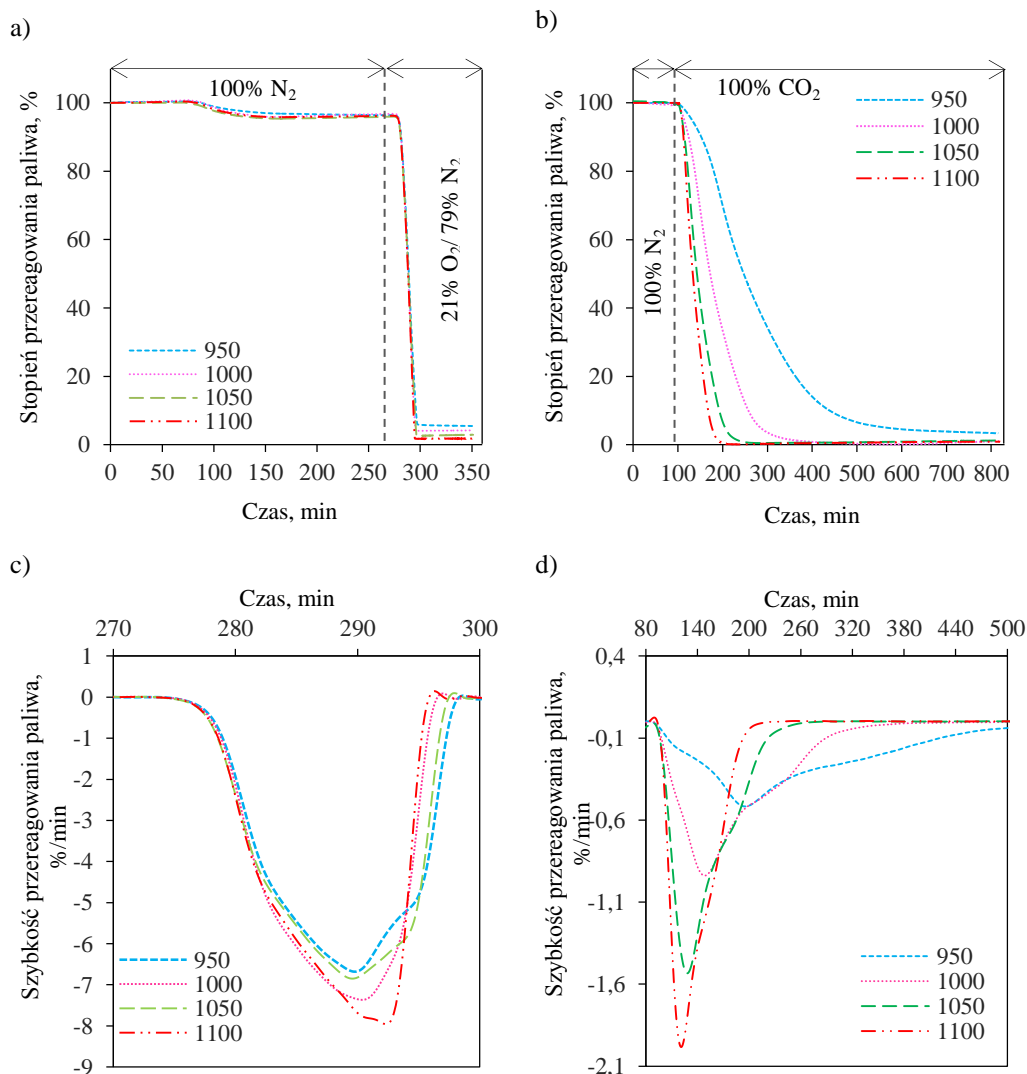 a)
100% N₂
Stopień przereagowania paliwa, %
100
80
60
40
20
0
21% O₂/ 79% N₂
950
1000
1050
1100
0 50 100 150 200 250 300 350
Czas, min
b)
100% CO₂
Stopień przereagowania paliwa, %
100
80
60
40
20
0
100% N₂
950
1000
1050
1100
0 100 200 300 400 500 600 700 800
Czas, min
c)
Czas, min
270 280 290 300
Szybkość przereagowania paliwa,
%/min
1
0
-1
-2
-3
-4
-5
-6
-7
-8
-9
950
1000
1050
1100
d)
Czas, min
80 140 200 260 320 380 440 500
Szybkość przereagowania paliwa,
%/min
0,4
-0,1
-0,6
-1,1
-1,6
-2,1
950
1000
1050
1100